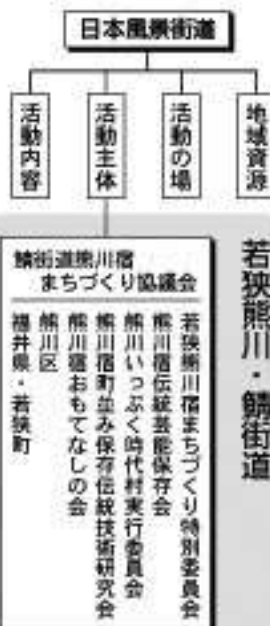 日本風景街道
地域資源
活動の場
活動主体
活動内容
若狭熊川・鯖街道
鯖街道熊川宿
まちづくり協議会
若狭熊川宿まちづくり特別委員会
熊川宿伝統芸能保存会
熊川いっぷく時代村実行委員会
熊川宿町並み保存伝統技術研究会
熊川宿おもてなしの会
熊川区
福井県・若狭町